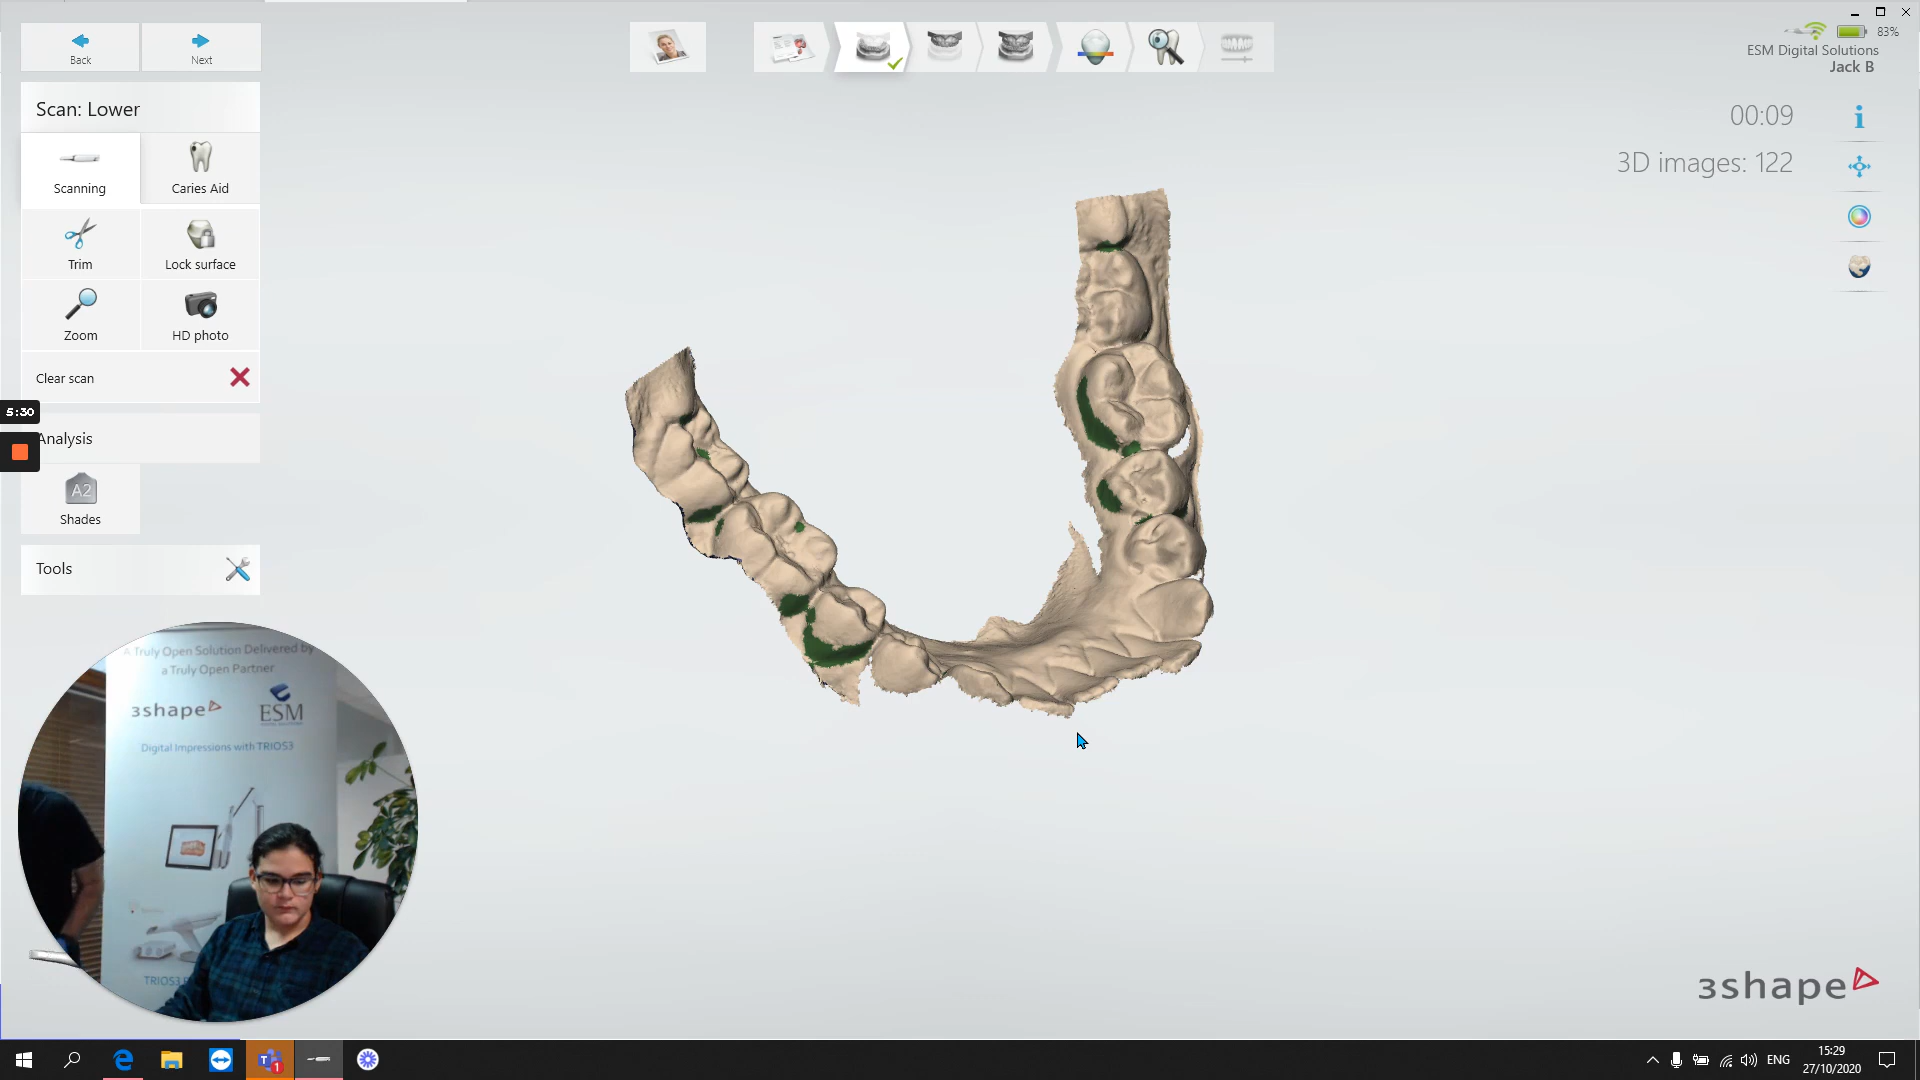 Back
Next
83%
ESM Digital Solutions
Jack B
Scan: Lower
00:09
3D images: 122
Scanning
Caries Aid
Trim
Lock surface
Zoom
HD photo
Clear scan
5:30
Analysis
A2
Shades
Tools
A Truly Open Solution Delivered by
a Truly Open Partner
3shape
ESM
Digital Impressions with TRIOS3
TRIOS3
3shape
1
ENG
15:29
27/10/2020